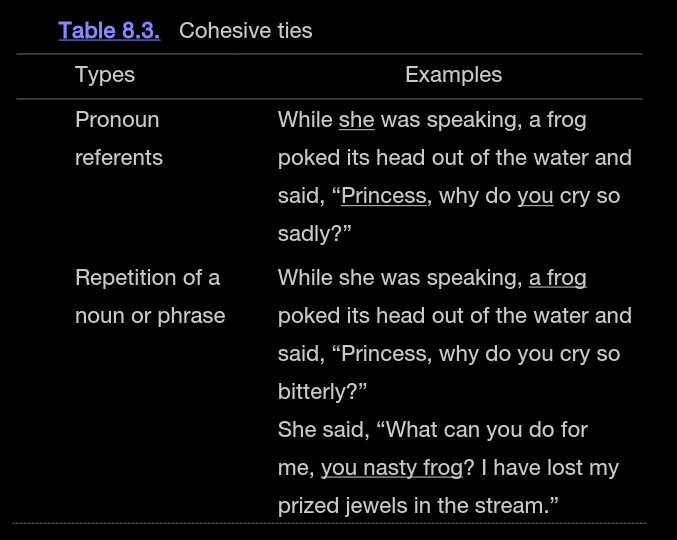 Table 8.3. Cohesive ties
Types Examples
Pronoun referents
While she was speaking, a frog
poked its head out of the water and
said, “Princess, why do you cry so
sadly?”
Repetition of a noun or phrase
While she was speaking, a frog
poked its head out of the water and
said, “Princess, why do you cry so
bitterly?”
She said, “What can you do for
me, you nasty frog? I have lost my
prized jewels in the stream.”